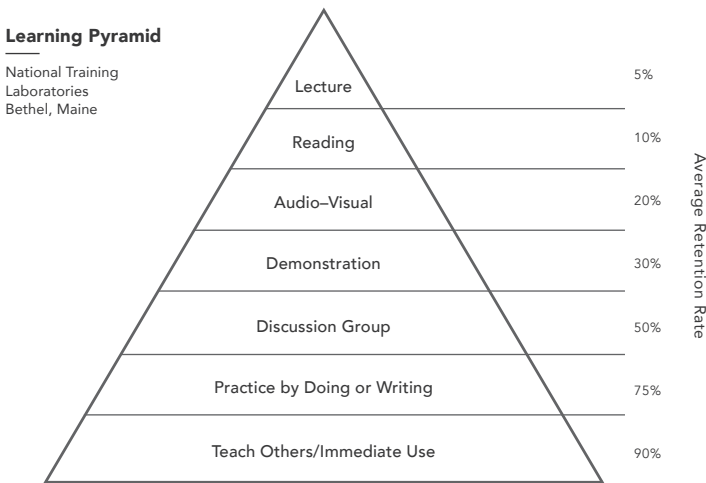 Learning Pyramid
National Training
Laboratories
Bethel, Maine
Lecture
5%
Reading
10%
Audio–Visual
20%
Demonstration
30%
Discussion Group
50%
Practice by Doing or Writing
75%
Teach Others/Immediate Use
90%
Average Retention Rate